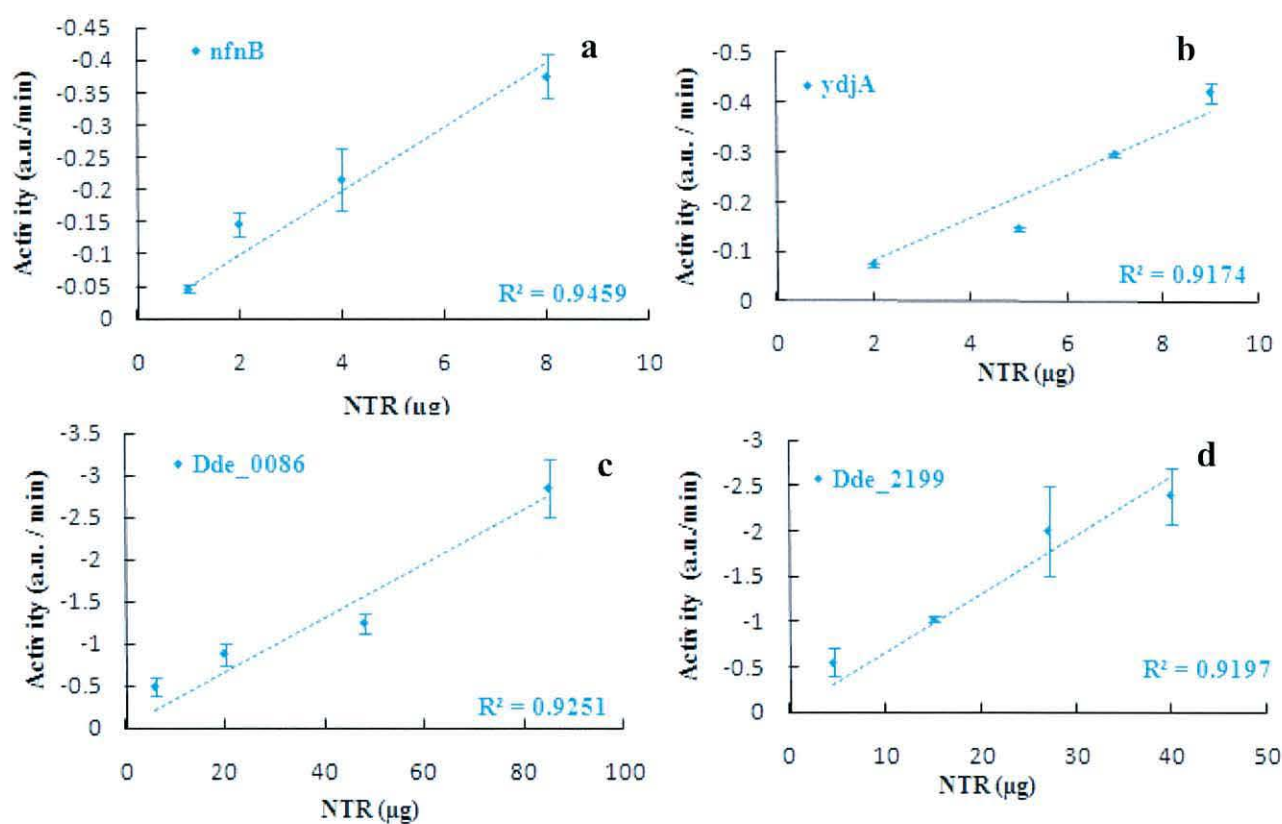 a
nfnB
Activity (a.u./min)
-0.45
-0.4
-0.35
-0.3
-0.25
-0.2
-0.15
-0.1
-0.05
0
R² = 0.9459
0 2 4 6 8 10
NTR (µg)
b
ydjA
Activity (a.u. / min)
-0.5
-0.4
-0.3
-0.2
-0.1
0
R² = 0.9174
0 2 4 6 8 10
NTR (µg)
c
Dde_0086
Activity (a.u. / min)
-3.5
-3
-2.5
-2
-1.5
-1
-0.5
0
R² = 0.9251
0 20 40 60 80 100
NTR (µg)
d
Dde_2199
Activity (a.u./min)
-3
-2.5
-2
-1.5
-1
-0.5
0
R² = 0.9197
0 10 20 30 40 50
NTR (µg)